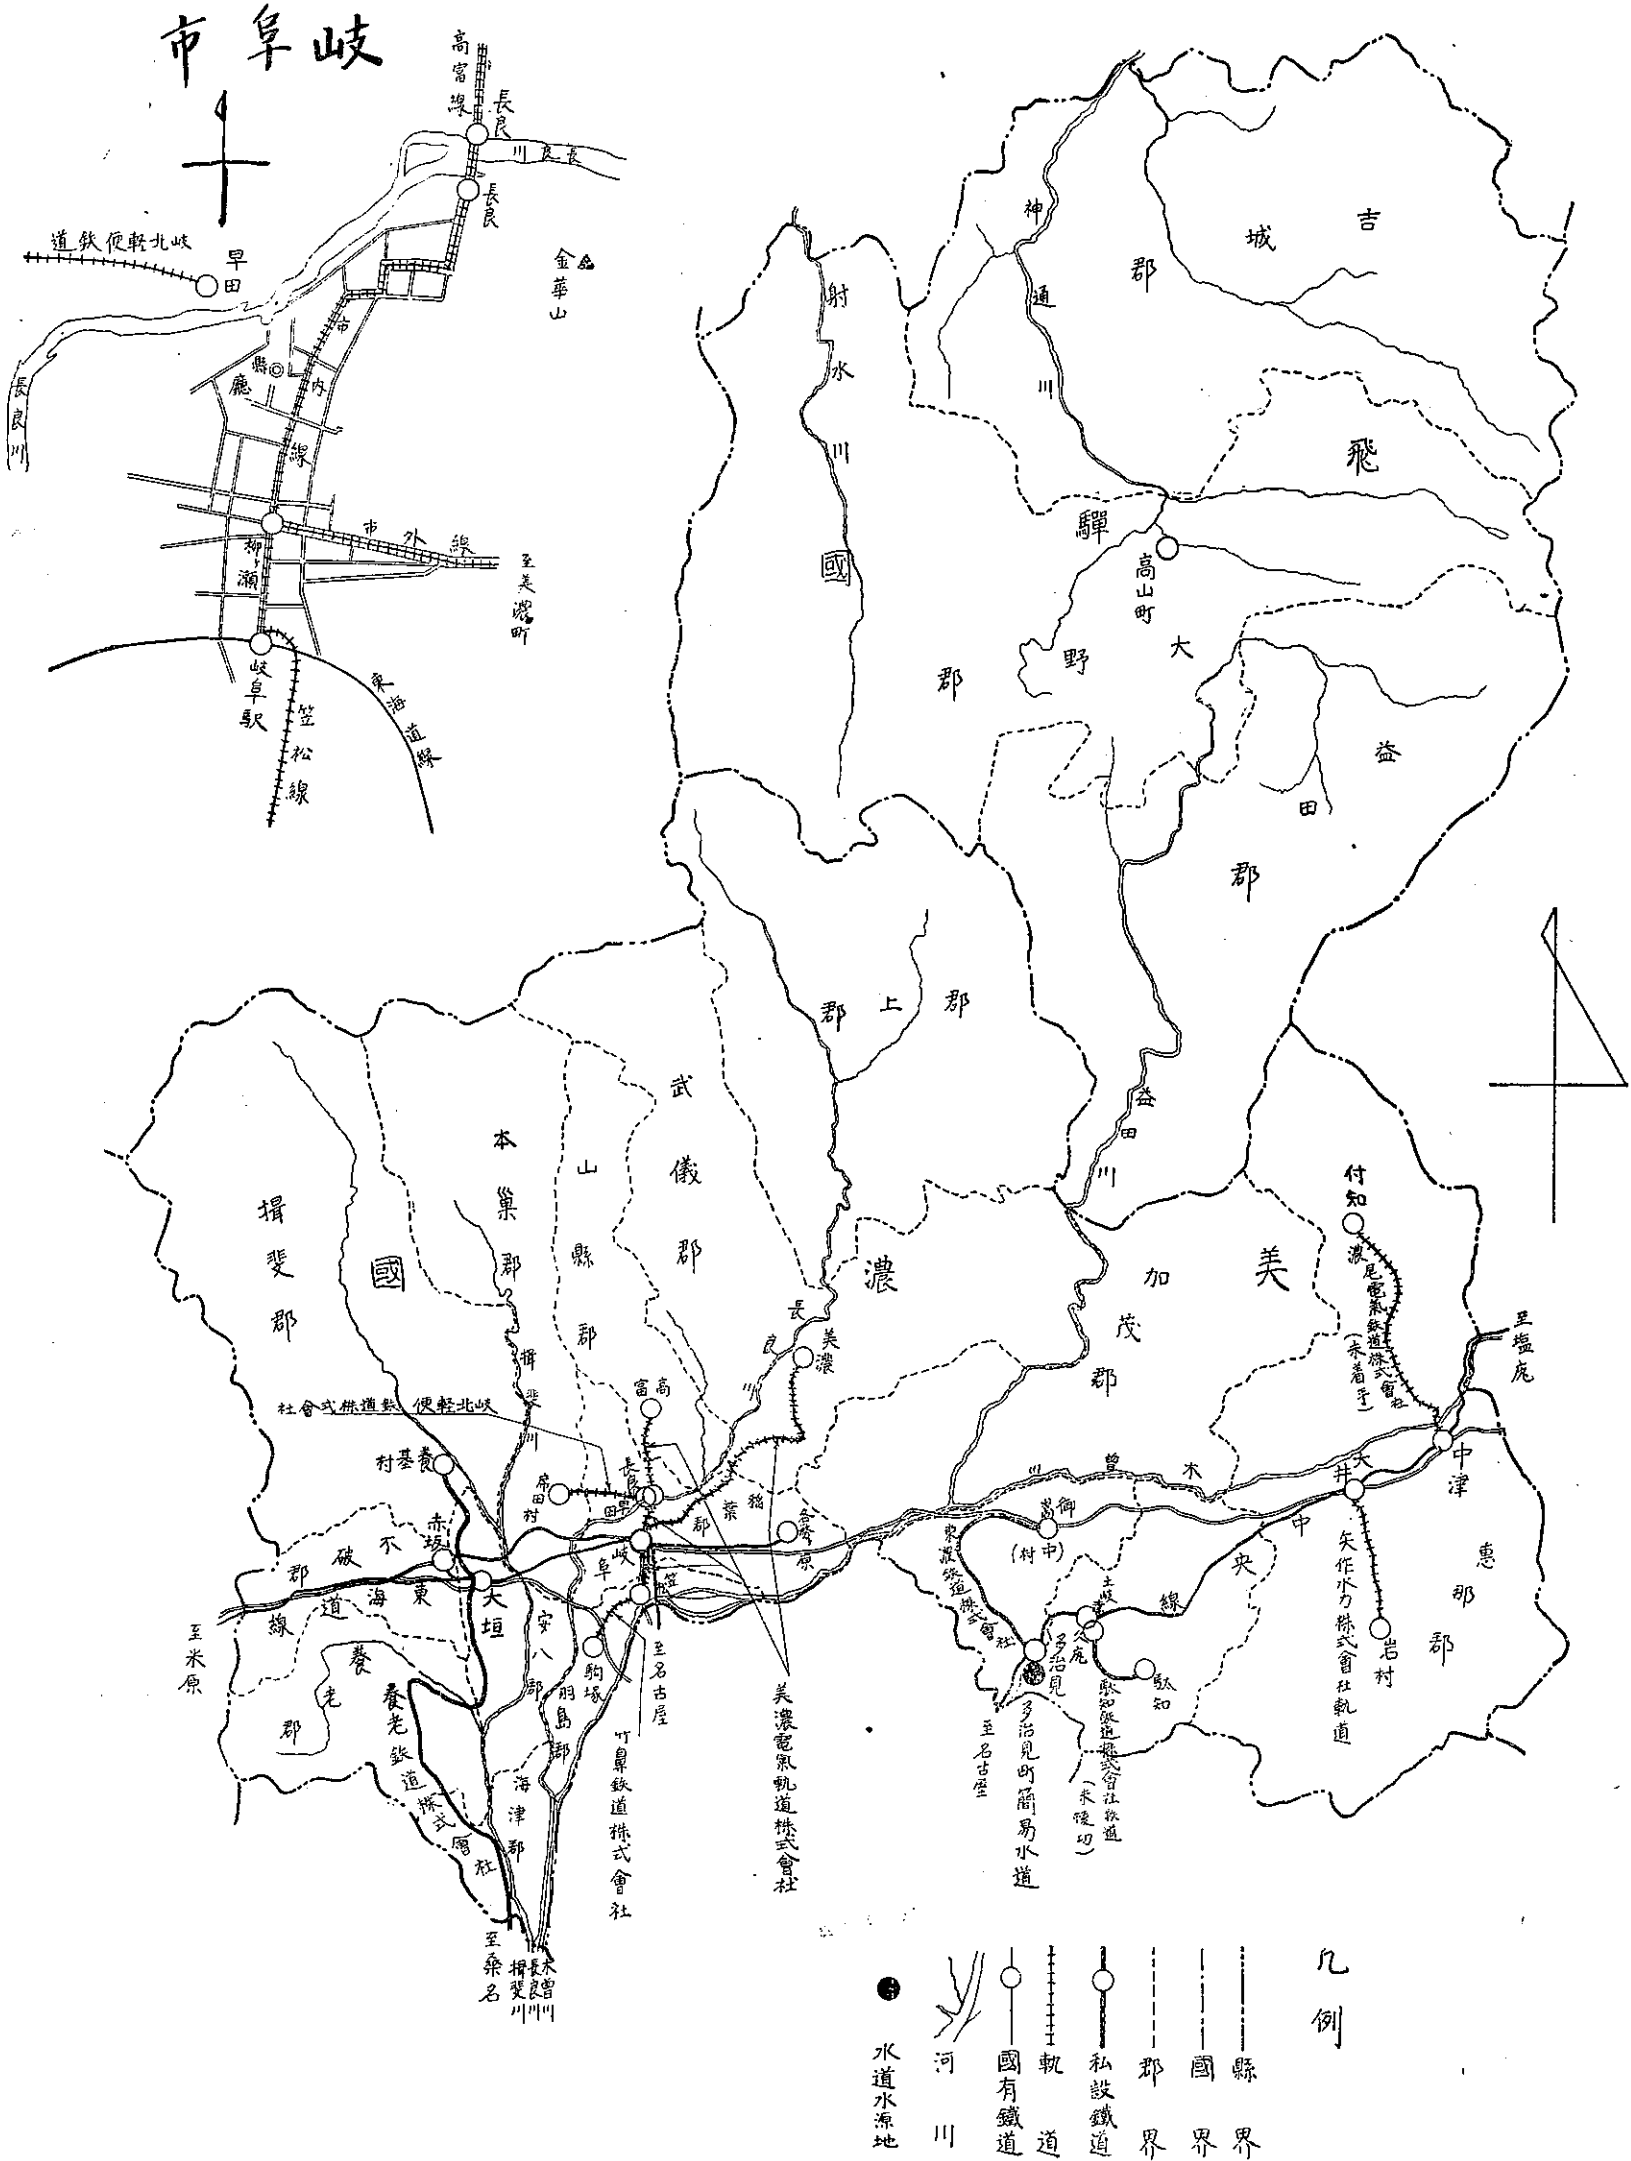 岐阜市
高富線
長良
長良川
長良
岐北軽便鉄道
早田
金華山
長良川
縣廳
市内線
市外線
至美濃町
柳ヶ瀬
岐阜駅
笠松線
東海道線
吉城郡
神通川
射水川
飛驒國
高山町
大野郡
益田郡
郡上郡
益田川
武儀郡
本巣郡
山縣郡
揖斐郡
美濃國
加茂郡
付知
濃尾電氣鉄道株式會社
(未着手)
至塩尻
長良川
美濃
揖斐川
高富
岐北軽便鉄道株式會社
養基村
席田村
長良
早田
稲葉郡
各務原
木曽川
大井
中津
御嵩
(中村)
東濃鉄道株式會社
中央線
土岐
矢作水力株式會社軌道
岩村
恵那郡
赤坂
不破郡
東海道線
至米原
大垣
安八郡
岐阜
笠松
羽島郡
駒塚
至名古屋
養老郡
養老鉄道株式會社
海津郡
竹鼻鉄道株式會社
美濃電氣軌道株式會社
多治見
駄知
至名古屋
多治見町簡易水道
至桑名
揖斐川
長良川
木曽川
凡例
縣界
國界
郡界
私設鐵道
軌道
國有鐵道
河川
水道水源地